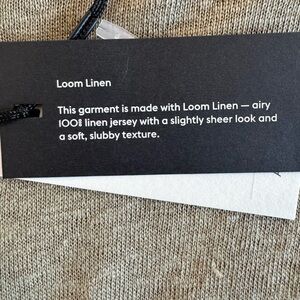 Loom Linen
This garment is made with Loom Linen — airy
100% linen jersey with a slightly sheer look and
a soft, slubby texture.